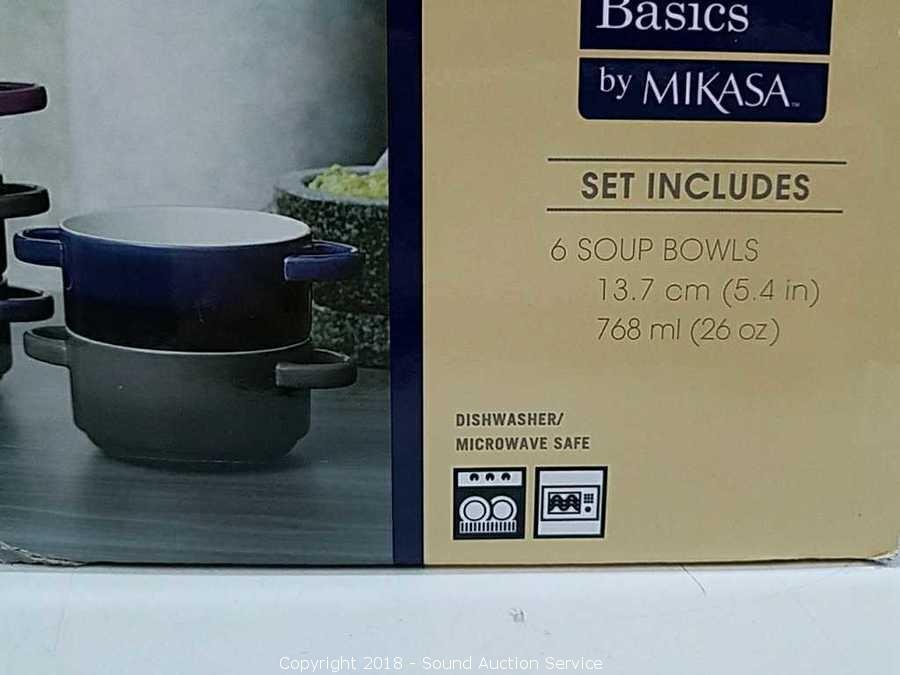 Basics
by MIKASA™
SET INCLUDES
6 SOUP BOWLS
13.7 cm (5.4 in)
768 ml (26 oz)
DISHWASHER/
MICROWAVE SAFE
Copyright 2018 - Sound Auction Service